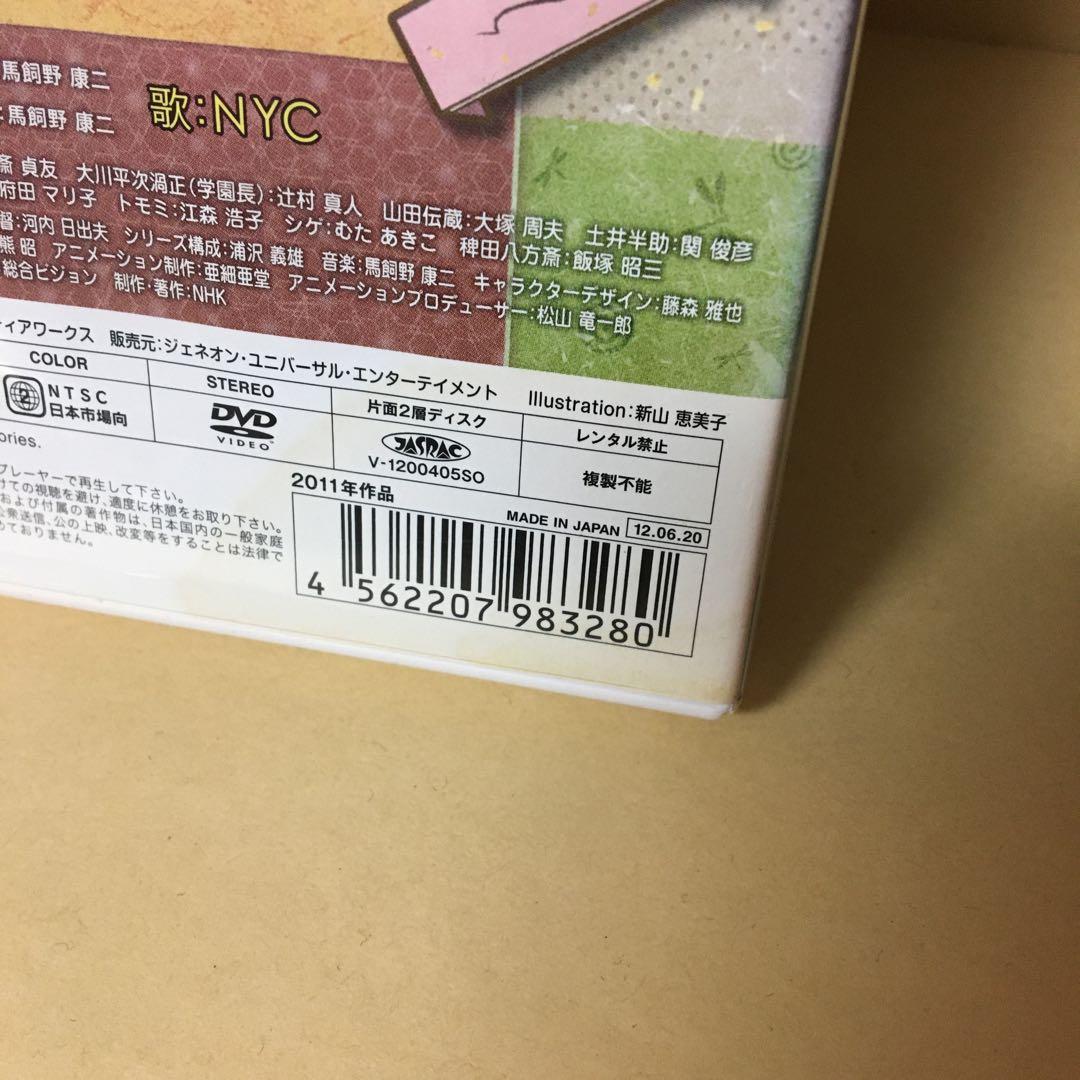 馬飼野 康二
:馬飼野 康二
歌:NYC
斎 貞友 大川平次渦正(学園長):辻村 真人 山田伝蔵:大塚 周夫 土井半助:関 俊彦
府田 マリ子 トモミ:江森 浩子 シゲ:むた あきこ 稗田八方斎:飯塚 昭三
督:河内 日出夫 シリーズ構成:浦沢 義雄 音楽:馬飼野 康二 キャラクターデザイン:藤森 雅也
熊 昭 アニメーション制作:亜細亜堂 アニメーションプロデューサー:松山 竜一郎
総合ビジョン 制作・著作:NHK
ティアワークス 販売元:ジェネオン・ユニバーサル・エンターテイメント Illustration:新山 恵美子
COLOR
STEREO
片面2層ディスク
レンタル禁止
2
NTSC
日本市場向
DVD
VIDEO
JASRAC
V-1200405SO
複製不能
ories.
プレーヤーで再生して下さい。
けての視聴を避け、適度に休憩をお取り下さい。
および付属の著作物は、日本国内の一般家庭
公衆送信、公の上映、改変等をすることは法律で
めておりません。
2011年作品
MADE IN JAPAN 12.06.20
4 562207 983280